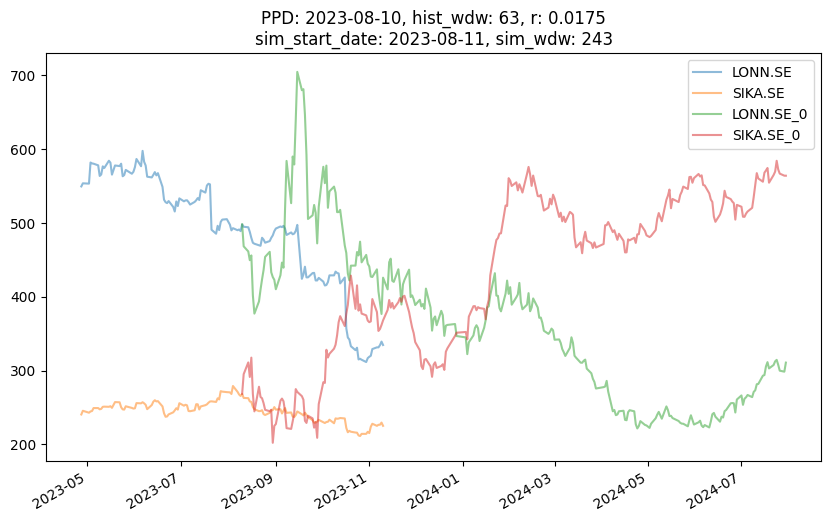 PPD: 2023-08-10, hist_wdw: 63, r: 0.0175
sim_start_date: 2023-08-11, sim_wdw: 243
LONN.SE
SIKA.SE
LONN.SE_0
SIKA.SE_0
700
600
500
400
300
200
2023-05
2023-07
2023-09
2023-11
2024-01
2024-03
2024-05
2024-07